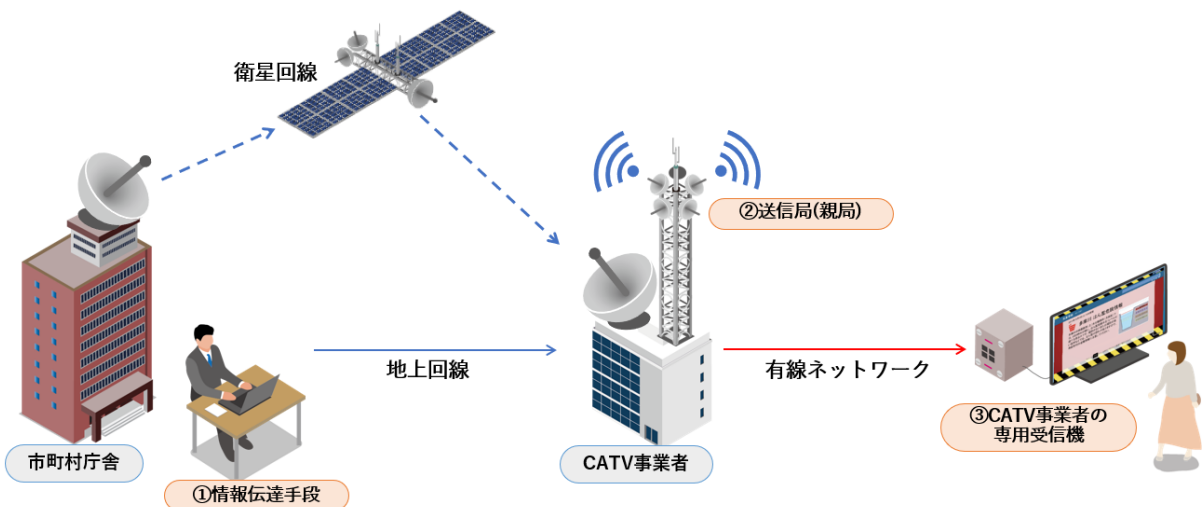 衛星回線
②送信局(親局)
地上回線
有線ネットワーク
市町村庁舎
①情報伝達手段
CATV事業者
③CATV事業者の
専用受信機